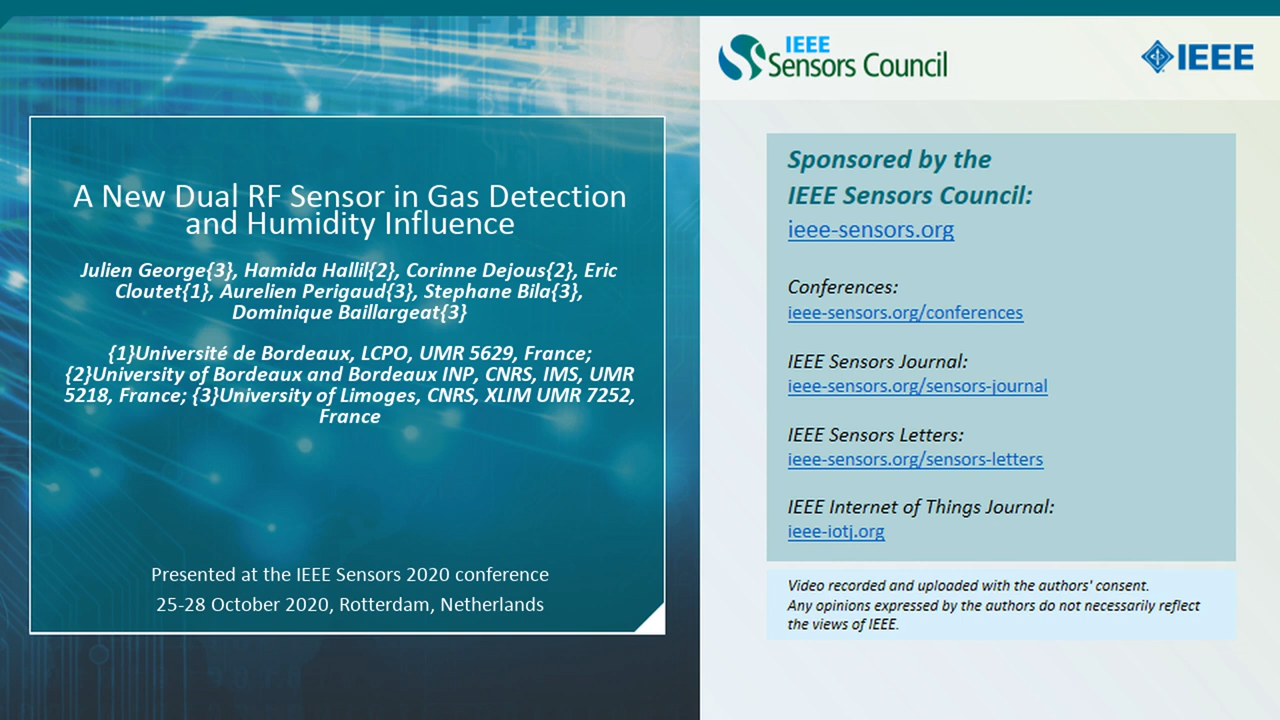 A New Dual RF Sensor in Gas Detection
and Humidity Influence
Julien George{3}, Hamida Hallil{2}, Corinne Dejous{2}, Eric
Cloutet{1}, Aurelien Perigaud{3}, Stephane Bila{3},
Dominique Baillargeat{3}
{1}Université de Bordeaux, LCPO, UMR 5629, France;
{2}University of Bordeaux and Bordeaux INP, CNRS, IMS, UMR
5218, France; {3}University of Limoges, CNRS, XLIM UMR 7252,
France
Presented at the IEEE Sensors 2020 conference
25-28 October 2020, Rotterdam, Netherlands
IEEE
Sensors Council
IEEE
Sponsored by the
IEEE Sensors Council:
ieee-sensors.org
Conferences:
ieee-sensors.org/conferences
IEEE Sensors Journal:
ieee-sensors.org/sensors-journal
IEEE Sensors Letters:
ieee-sensors.org/sensors-letters
IEEE Internet of Things Journal:
ieee-iotj.org
Video recorded and uploaded with the authors' consent.
Any opinions expressed by the authors do not necessarily reflect
the views of IEEE.